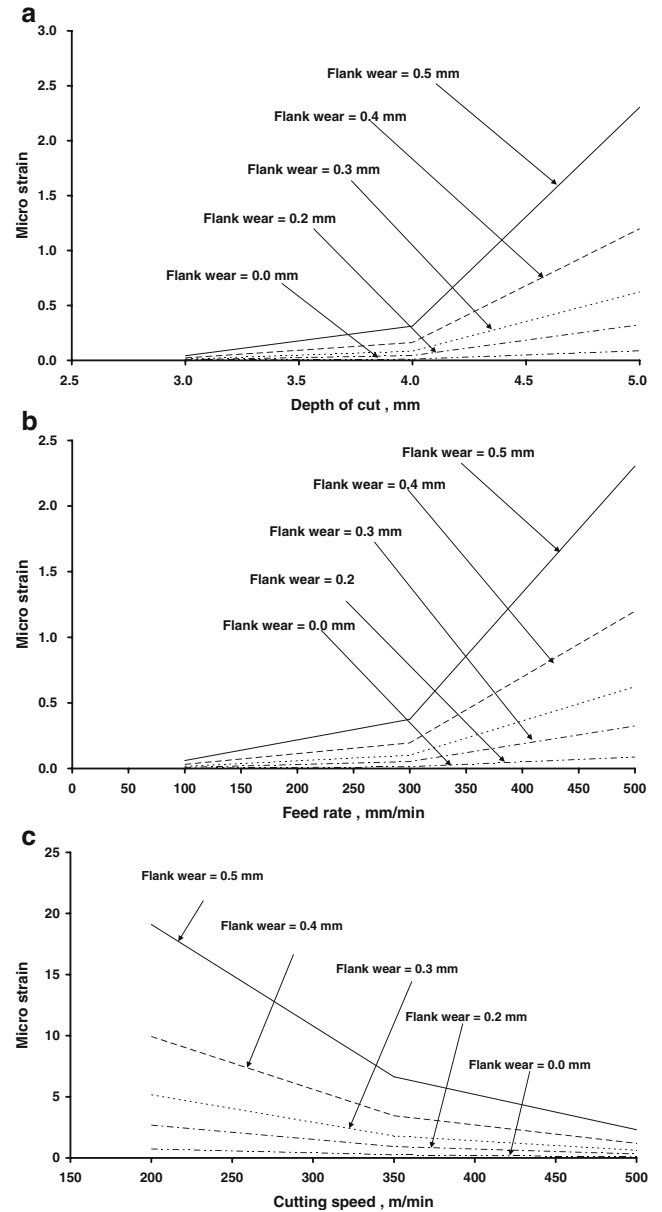 a
3.0
2.5
2.0
1.5
1.0
0.5
0.0
Micro strain
Flank wear = 0.5 mm
Flank wear = 0.4 mm
Flank wear = 0.3 mm
Flank wear = 0.2 mm
Flank wear = 0.0 mm
2.5 3.0 3.5 4.0 4.5 5.0
Depth of cut , mm
b
2.5
2.0
1.5
1.0
0.5
0.0
Micro strain
Flank wear = 0.5 mm
Flank wear = 0.4 mm
Flank wear = 0.3 mm
Flank wear = 0.2
Flank wear = 0.0 mm
0 50 100 150 200 250 300 350 400 450 500
Feed rate , mm/min
c
25
20
15
10
5
0
Micro strain
Flank wear = 0.5 mm
Flank wear = 0.4 mm
Flank wear = 0.3 mm
Flank wear = 0.2 mm
Flank wear = 0.0 mm
150 200 250 300 350 400 450 500
Cutting speed , m/min